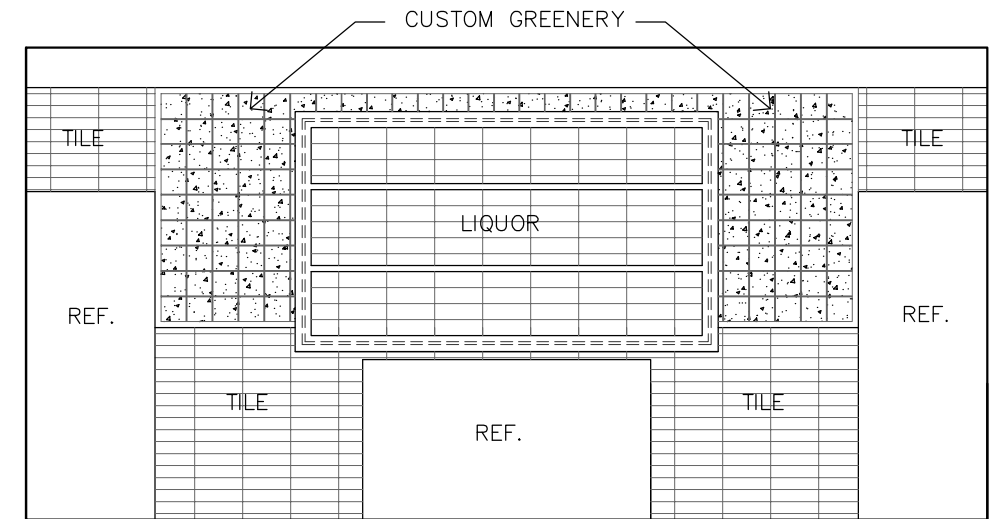 CUSTOM GREENERY
TILE
TILE
LIQUOR
REF.
REF.
TILE
TILE
REF.